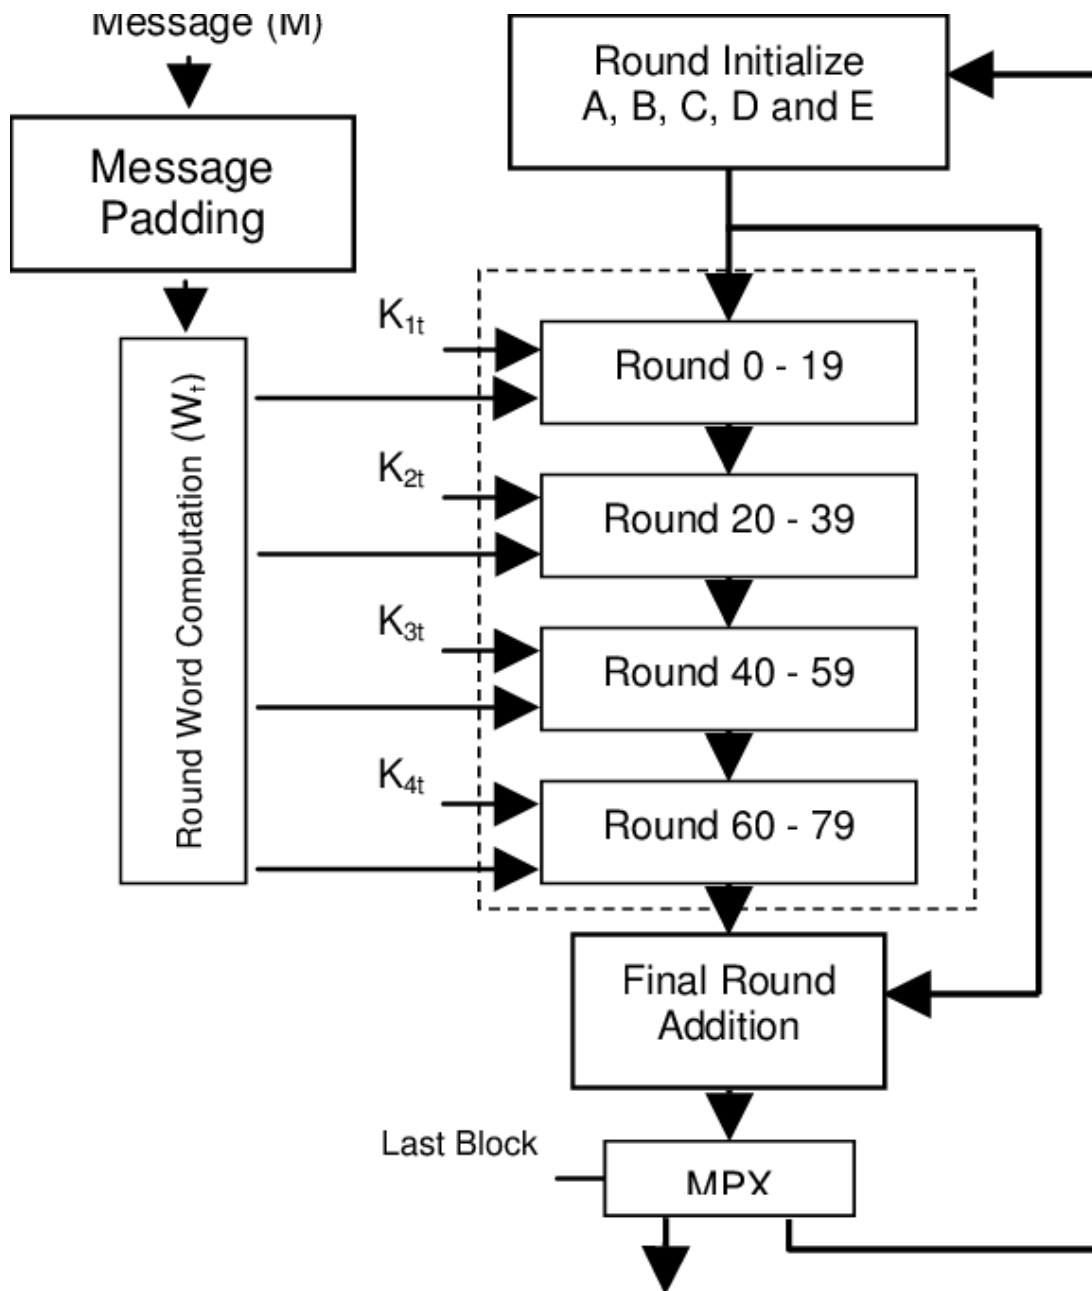 Message (M)
Round Initialize
A, B, C, D and E
Message
Padding
K1t
Round 0 - 19
Round Word Computation (Wt)
K2t
Round 20 - 39
K3t
Round 40 - 59
K4t
Round 60 - 79
Final Round
Addition
Last Block
MPX